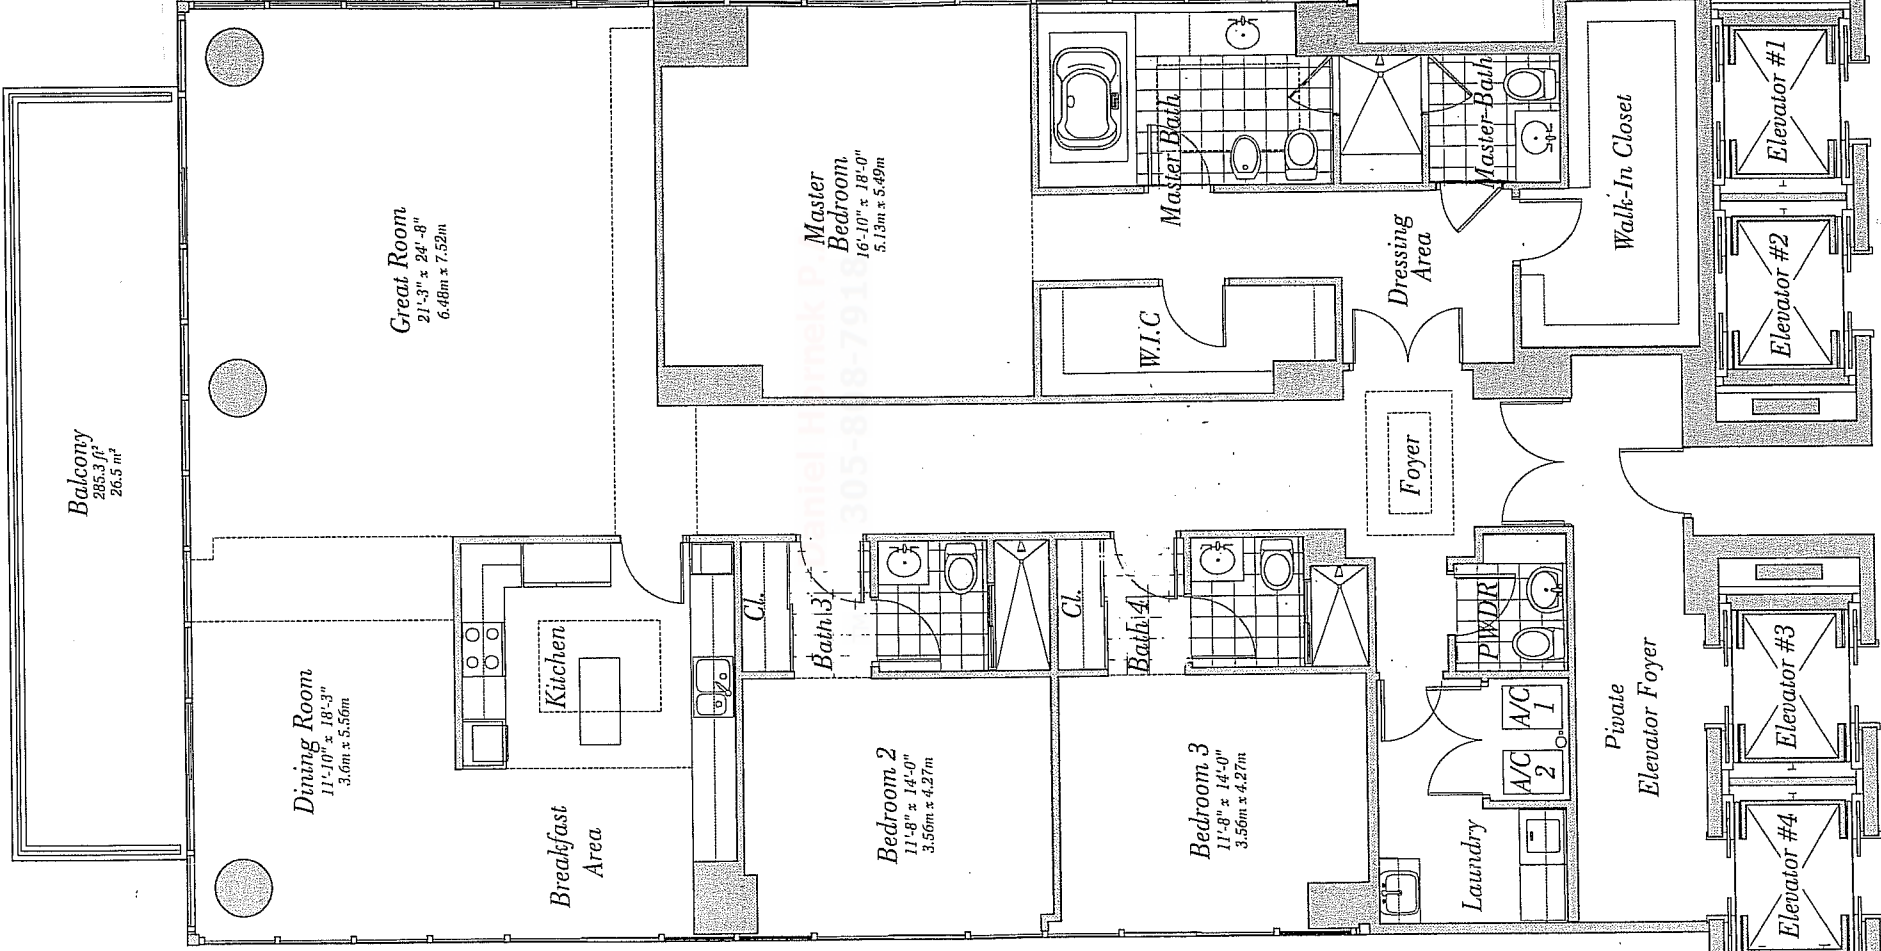 Balcony
285.3 ft²
26.5 m²
Great Room
21'-3" x 24'-8"
6.48m x 7.52m
Dining Room
11'-10" x 18'-3"
3.6m x 5.56m
Breakfast
Area
Kitchen
Master
Bedroom
16'-10" x 18'-0"
5.13m x 5.49m
Master Bath
Master Bath
W.I.C
Dressing
Area
Walk-In Closet
Foyer
Cl.
Bath 3
Cl.
Bath 4
Bedroom 2
11'-8" x 14'-0"
3.56m x 4.27m
Bedroom 3
11'-8" x 14'-0"
3.56m x 4.27m
PWDR
A/C
1
A/C
2
Laundry
Pivate
Elevator Foyer
Elevator #1
Elevator #2
Elevator #3
Elevator #4